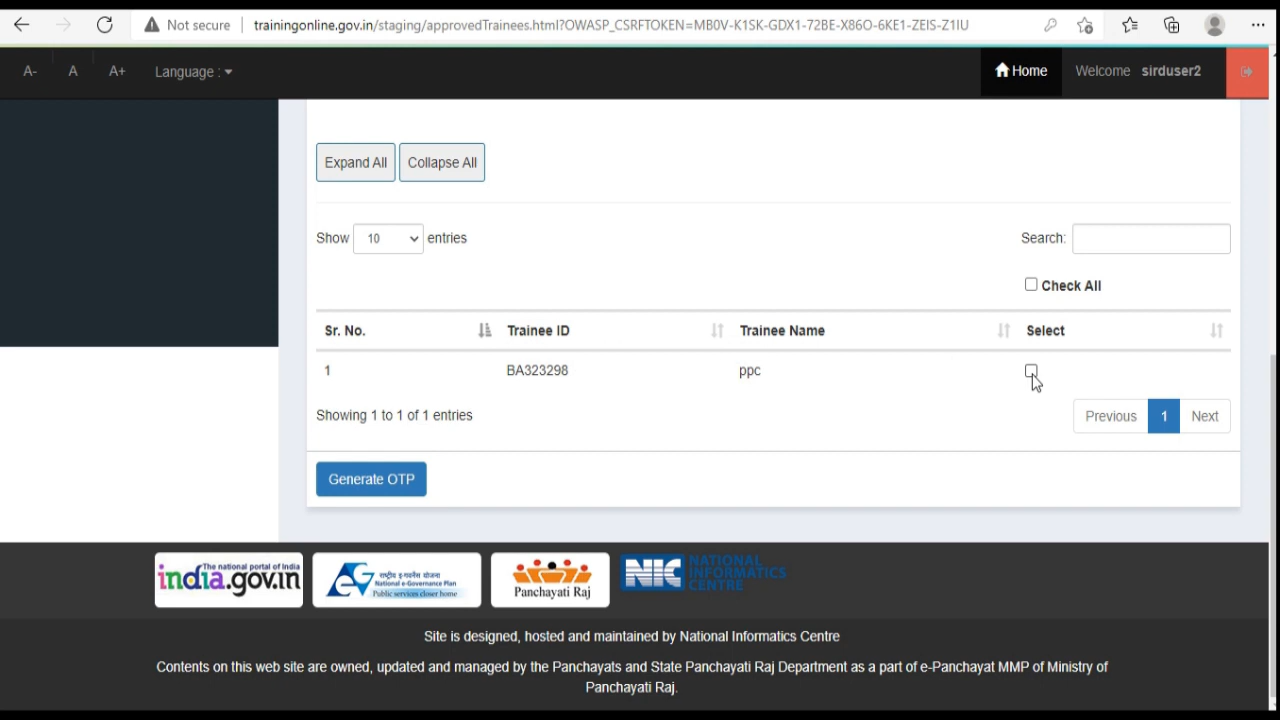 Not secure
trainingonline.gov.in/staging/approvedTrainees.html?OWASP_CSRFTOKEN=MB0V-K1SK-GDX1-72BE-X86O-6KE1-ZEIS-Z1IU
A- A A+ Language : Home Welcome sirduser2
Expand All Collapse All
Show 10 entries Search:
Check All
Sr. No. Trainee ID Trainee Name Select
1 BA323298 ppc
Showing 1 to 1 of 1 entries Previous 1 Next
Generate OTP
The national portal of India
india.gov.in
राष्ट्रीय ई-गवर्नेंस योजना
National e-Governance Plan
Public services closer home
Panchayati Raj
NIC NATIONAL
INFORMATICS
CENTRE
Site is designed, hosted and maintained by National Informatics Centre
Contents on this web site are owned, updated and managed by the Panchayats and State Panchayati Raj Department as a part of e-Panchayat MMP of Ministry of
Panchayati Raj.